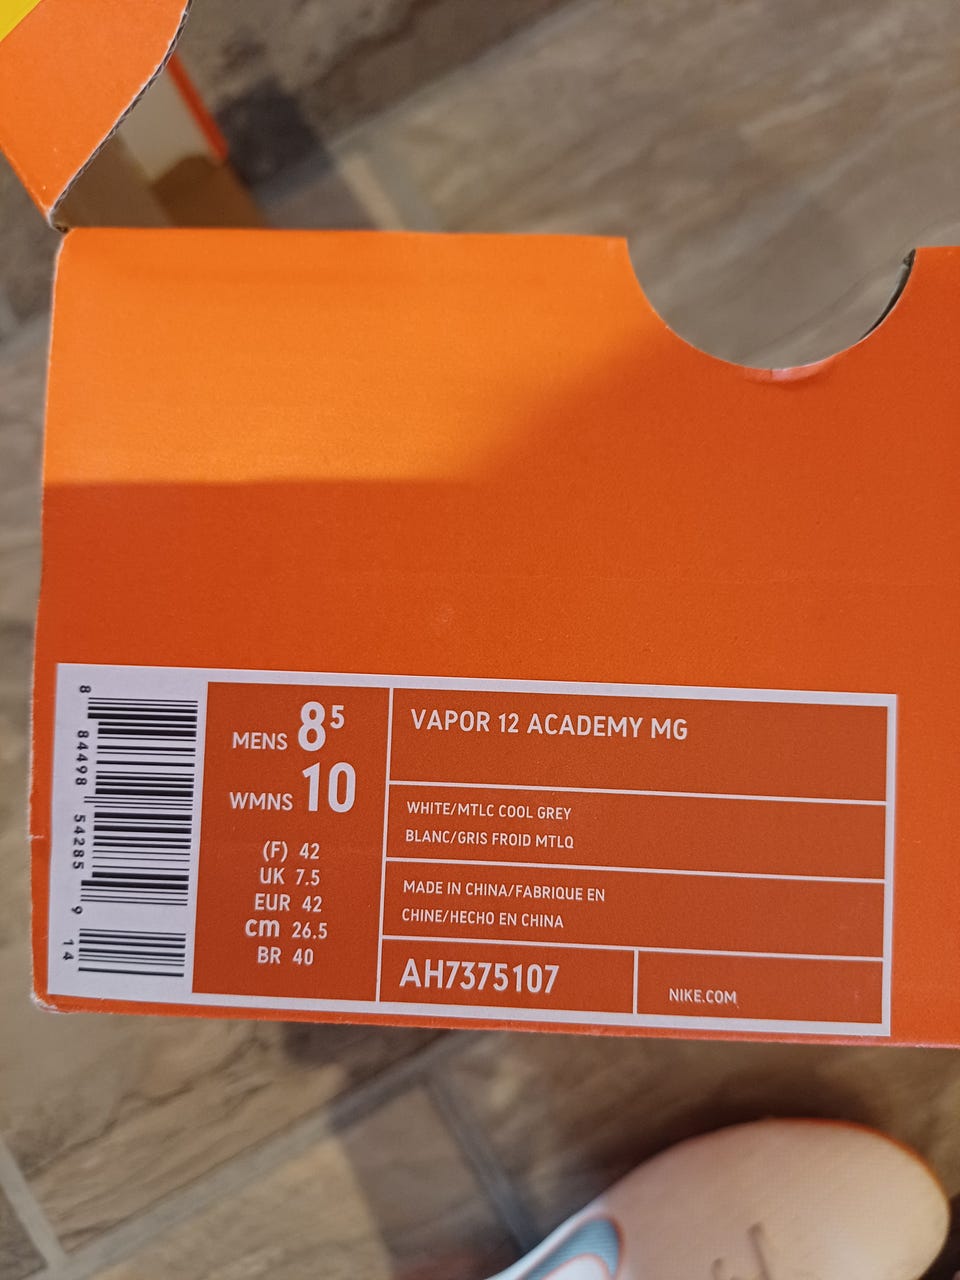 8 84498 54285 9 14
MENS 8⁵
WMNS 10
(F) 42
UK 7.5
EUR 42
cm 26.5
BR 40
VAPOR 12 ACADEMY MG
WHITE/MTLC COOL GREY
BLANC/GRIS FROID MTLQ
MADE IN CHINA/FABRIQUE EN
CHINE/HECHO EN CHINA
AH7375107
NIKE.COM